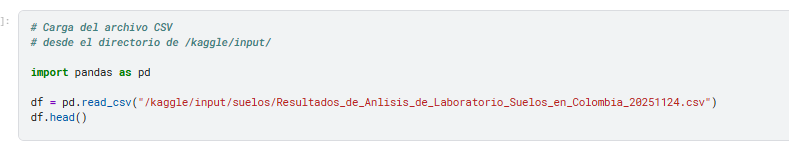 ]:
# Carga del archivo CSV
# desde el directorio de /kaggle/input/
import pandas as pd
df = pd.read_csv("/kaggle/input/suelos/Resultados_de_Anlisis_de_Laboratorio_Suelos_en_Colombia_20251124.csv")
df.head()